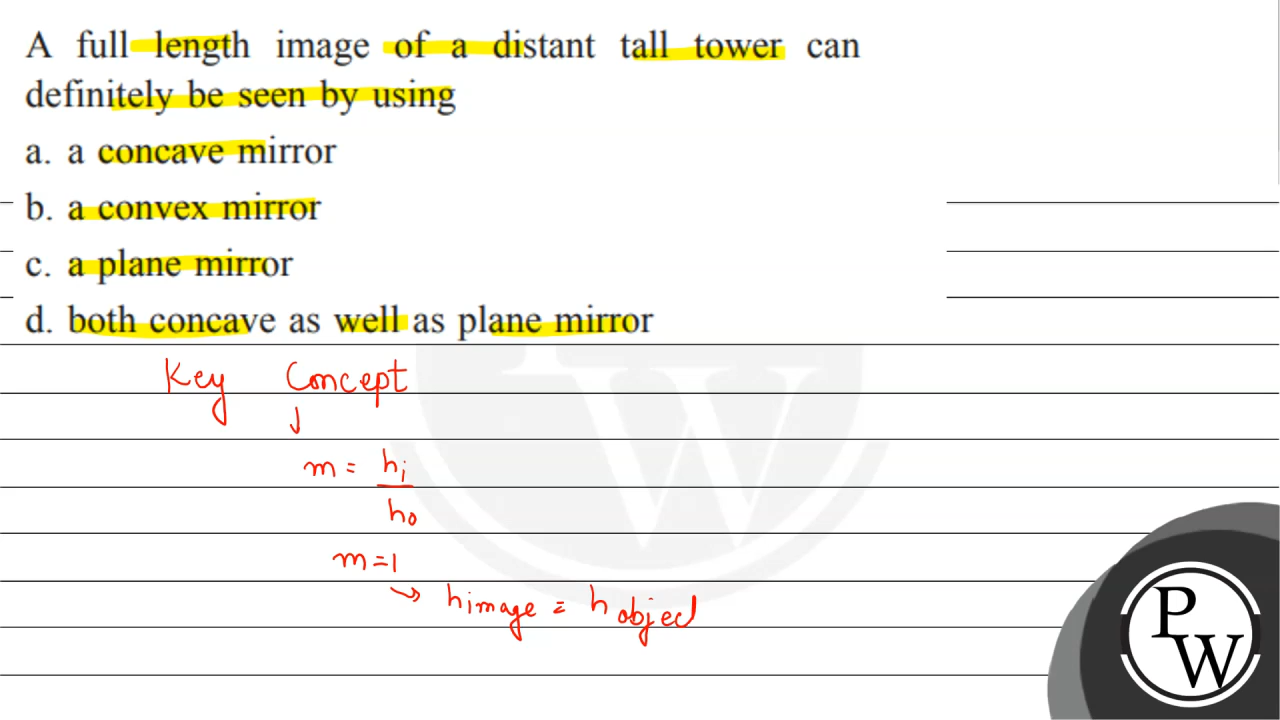 A full length image of a distant tall tower can
definitely be seen by using
a. a concave mirror
b. a convex mirror
c. a plane mirror
d. both concave as well as plane mirror
Key Concept
↓
m = hi
ho
m = 1
↪ himage = hobject
PW